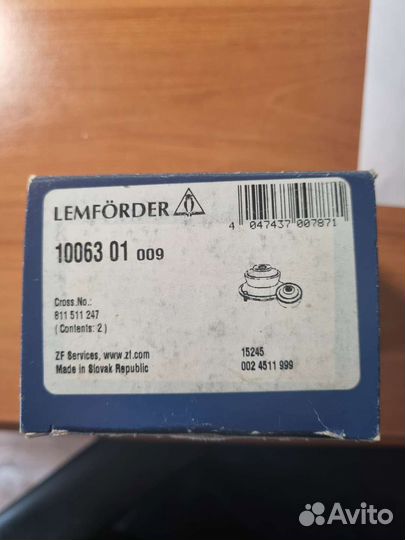 LEMFÖRDER
4 047437 007871
10063 01 009
Cross.No.:
811 511 247
( Contents: 2 )
ZF Services, www.zf.com
Made in Slovak Republic
15245
002 4511 999
Avito